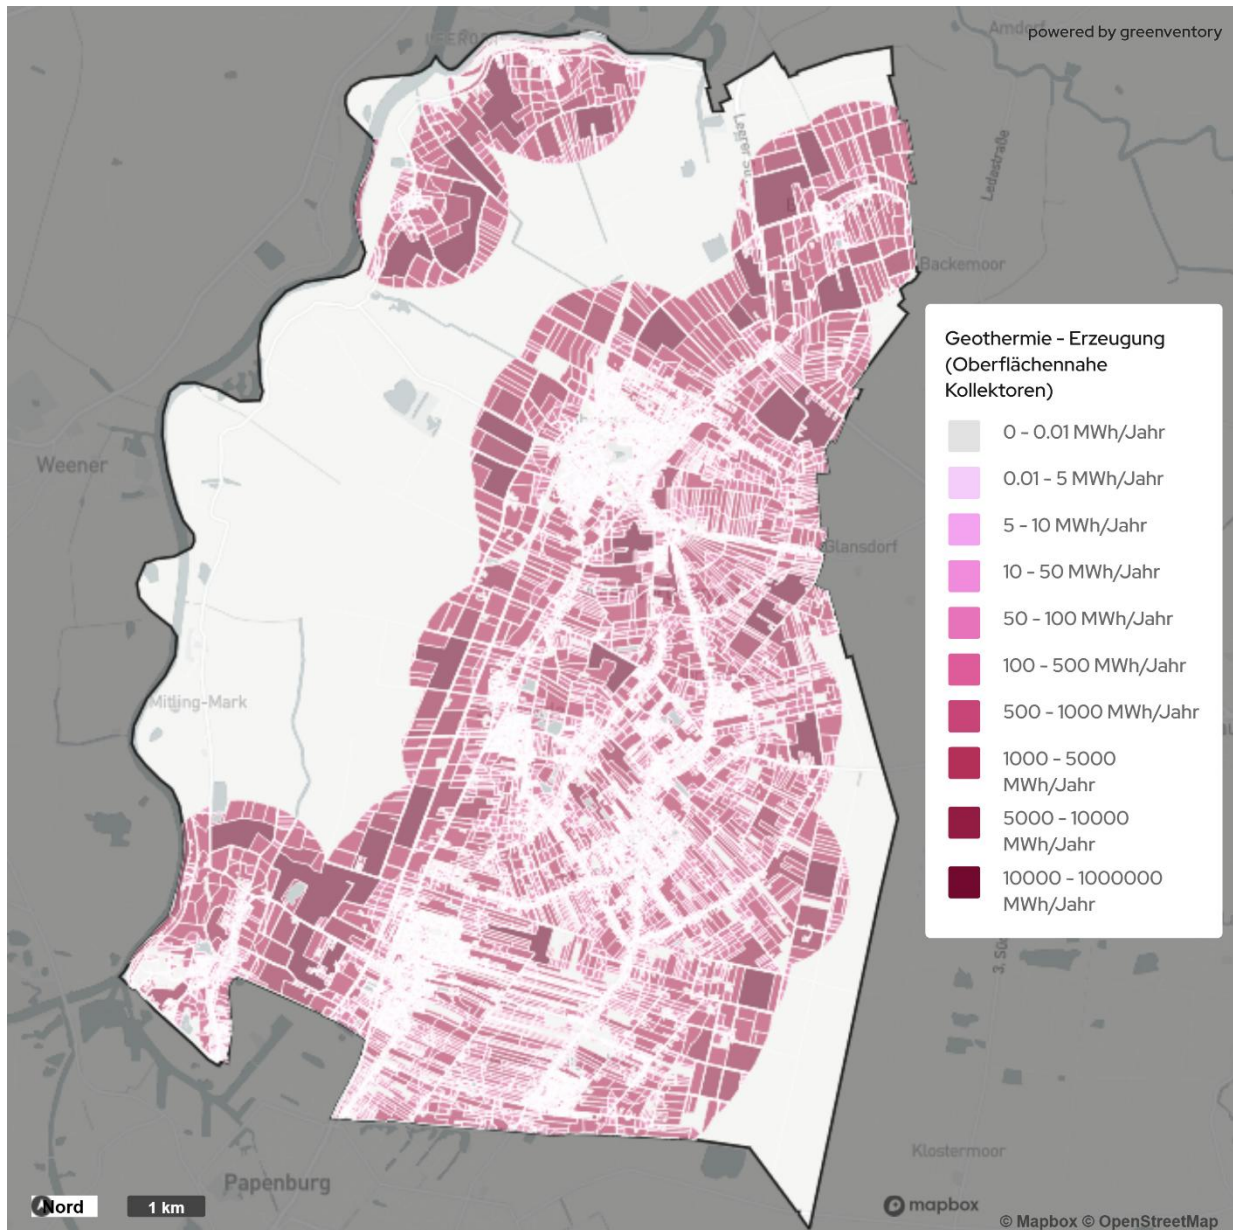 Arndorf
powered by greenventory
Leerer Str.
Ledastraße
Backemoor
Geothermie - Erzeugung
(Oberflächennahe
Kollektoren)
0 - 0.01 MWh/Jahr
0.01 - 5 MWh/Jahr
5 - 10 MWh/Jahr
10 - 50 MWh/Jahr
50 - 100 MWh/Jahr
100 - 500 MWh/Jahr
500 - 1000 MWh/Jahr
1000 - 5000
MWh/Jahr
5000 - 10000
MWh/Jahr
10000 - 1000000
MWh/Jahr
Weener
Glansdorf
Mitling-Mark
Klostermoor
Papenburg
Nord
1 km
mapbox
© Mapbox © OpenStreetMap